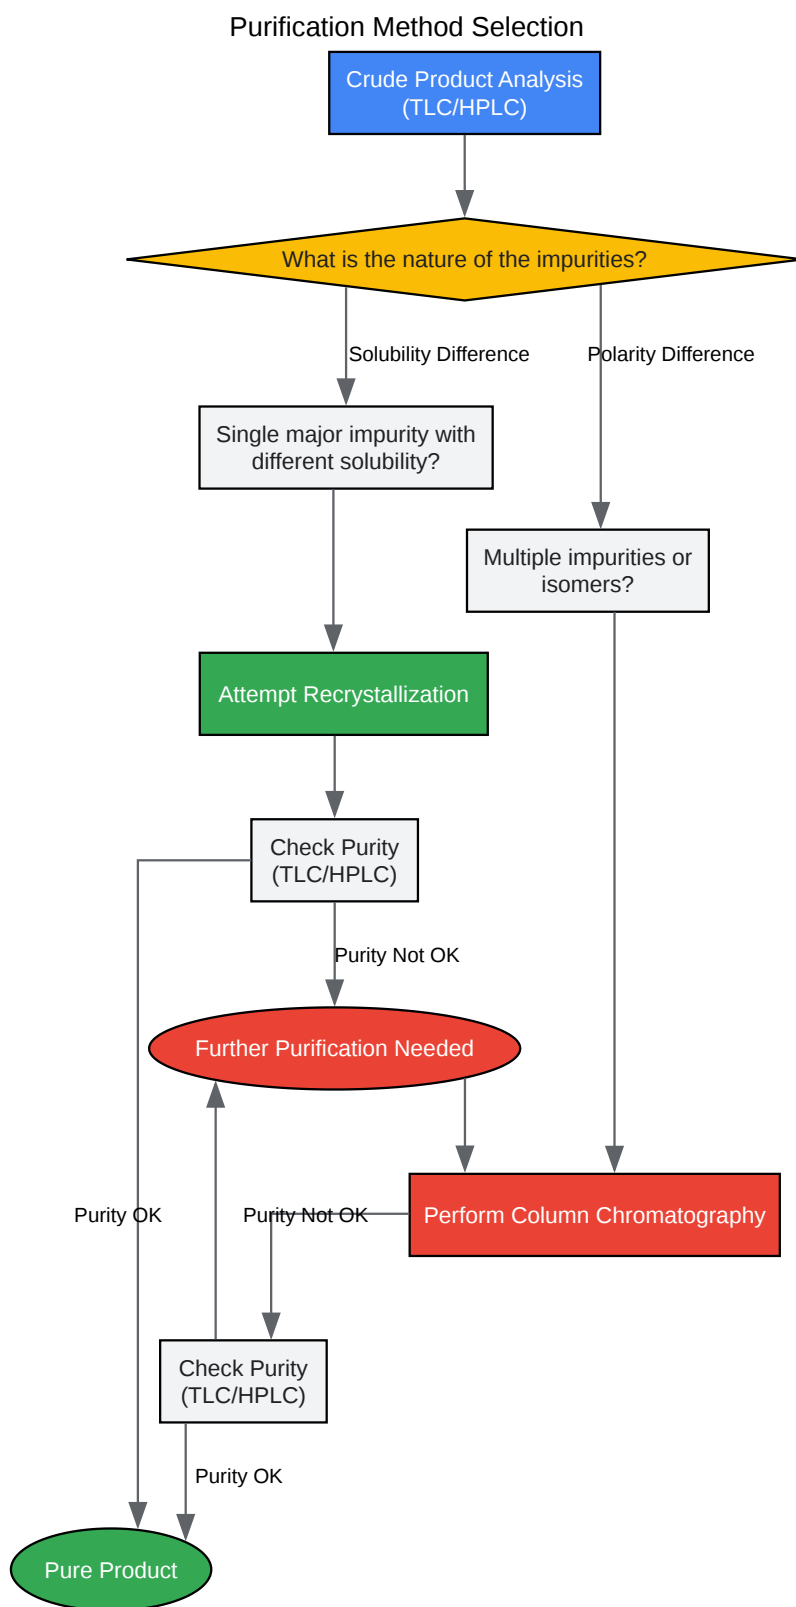 Purification Method Selection
Crude Product Analysis
(TLC/HPLC)
What is the nature of the impurities?
Solubility Difference
Polarity Difference
Single major impurity with
different solubility?
Multiple impurities or
isomers?
Attempt Recrystallization
Check Purity
(TLC/HPLC)
Purity Not OK
Further Purification Needed
Purity OK
Purity Not OK
Perform Column Chromatography
Check Purity
(TLC/HPLC)
Purity OK
Pure Product